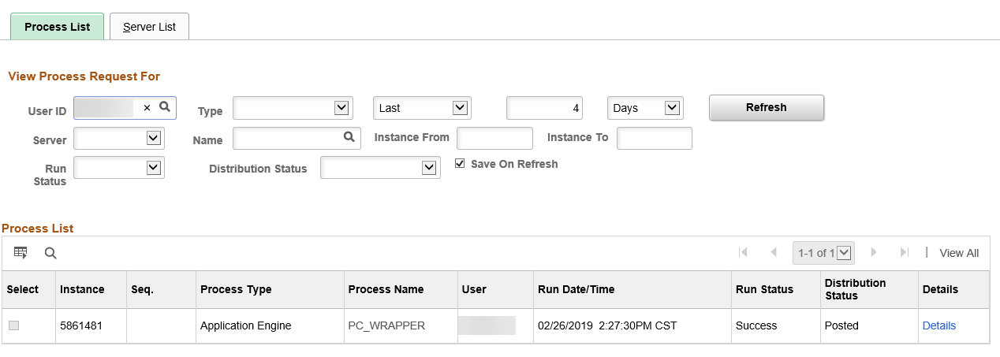 Process List Server List
View Process Request For
User ID × Type Last 4 Days Refresh
Server Name Instance From Instance To
Run Status Distribution Status Save On Refresh
Process List
1-1 of 1 | View All
Select Instance Seq. Process Type Process Name User Run Date/Time Run Status Distribution Status Details
5861481 Application Engine PC_WRAPPER 02/26/2019 2:27:30PM CST Success Posted Details